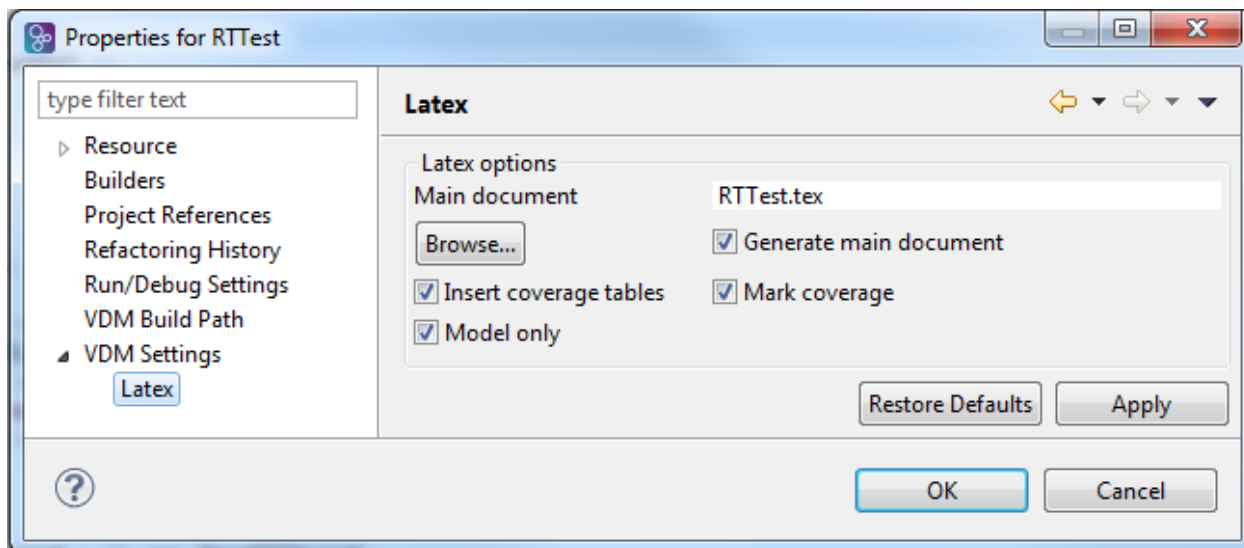 Properties for RTTest
type filter text
Resource
Builders
Project References
Refactoring History
Run/Debug Settings
VDM Build Path
VDM Settings
Latex
Latex
Latex options
Main document RTTest.tex
Browse... Generate main document
Insert coverage tables Mark coverage
Model only
Restore Defaults Apply
? OK Cancel